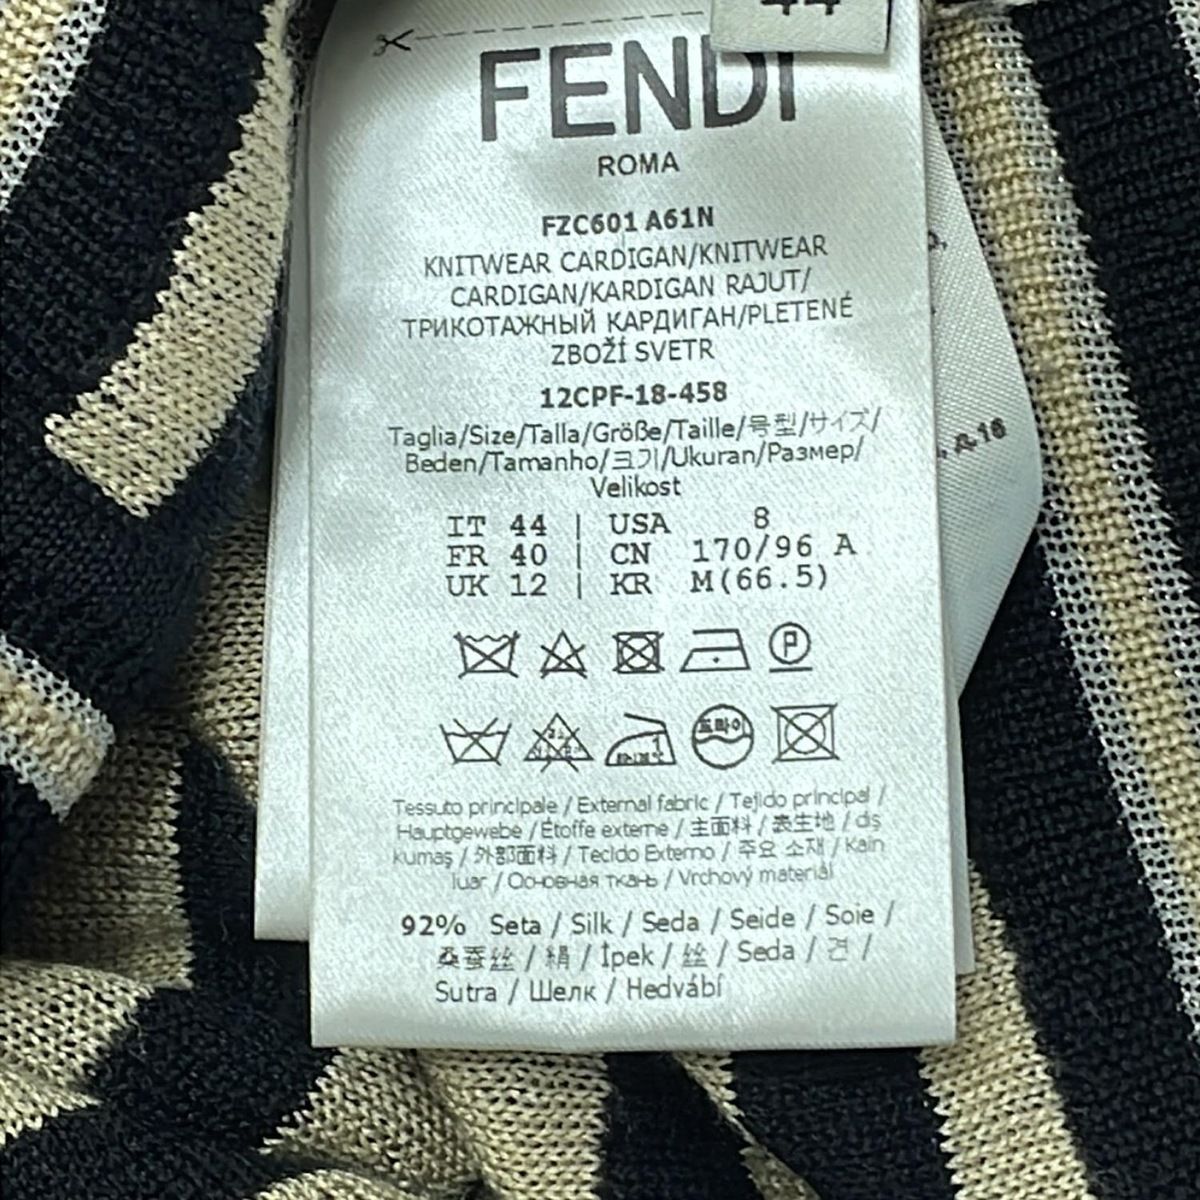 44
FENDI
ROMA
FZC601 A61N
KNITWEAR CARDIGAN/KNITWEAR
CARDIGAN/KARDIGAN RAJUT/
ТРИКОТАЖНЫЙ КАРДИГАН/PLETENÉ
ZBOŽÍ SVETR
12CPF-18-458
Taglia/Size/Talla/Größe/Taille/号型/サイズ/
Beden/Tamanho/크기/Ukuran/Размер/
Velikost
IT 44 | USA 8
FR 40 | CN 170/96 A
UK 12 | KR M(66.5)
P
드라이
Tessuto principale / External fabric / Tejido principal /
Hauptgewebe / Étoffe externe / 主面料 / 表生地 / dış
kumaş / 外部面料 / Tecido Externo / 주요 소재 / Kain
luar / Основная ткань / Vrchový materiál
92% Seta / Silk / Seda / Seide / Soie /
桑蚕丝 / 絹 / İpek / 丝 / Seda / 견 /
Sutra / Шелк / Hedvábí